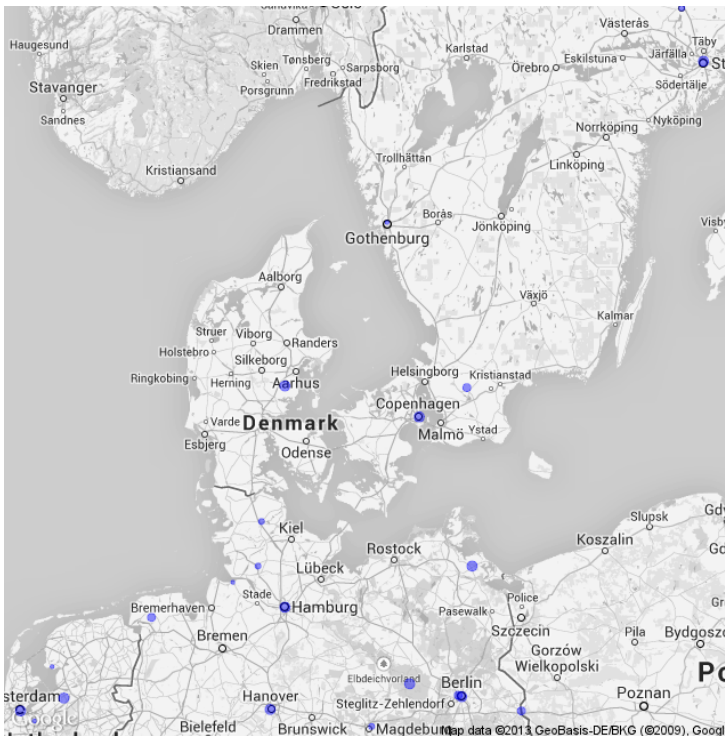 Drammen
Västerås
Täby
Haugesund
Karlstad
Järfälla
Tønsberg
Sarpsborg
Örebro
Eskilstuna
Skien
Fredrikstad
Stavanger
Porsgrunn
Södertälje
Sandnes
Norrköping
Nyköping
Trollhättan
Linköping
Kristiansand
Borås
Jönköping
Visby
Gothenburg
Aalborg
Växjö
Kalmar
Struer
Viborg
Randers
Holstebro
Silkeborg
Helsingborg
Ringkobing
Herning
Aarhus
Kristianstad
Copenhagen
Varde
Denmark
Malmö
Ystad
Esbjerg
Odense
Slupsk
Kiel
Koszalin
Rostock
Lübeck
Stade
Police
Bremerhaven
Hamburg
Pasewalk
Szczecin
Bremen
Pila
Gorzów
Wielkopolski
Elbdeichvorland
Berlin
Hanover
Steglitz-Zehlendorf
Poznan
Google
Bielefeld
Brunswick
Map data ©2013 GeoBasis-DE/BKG (©2009), Googl